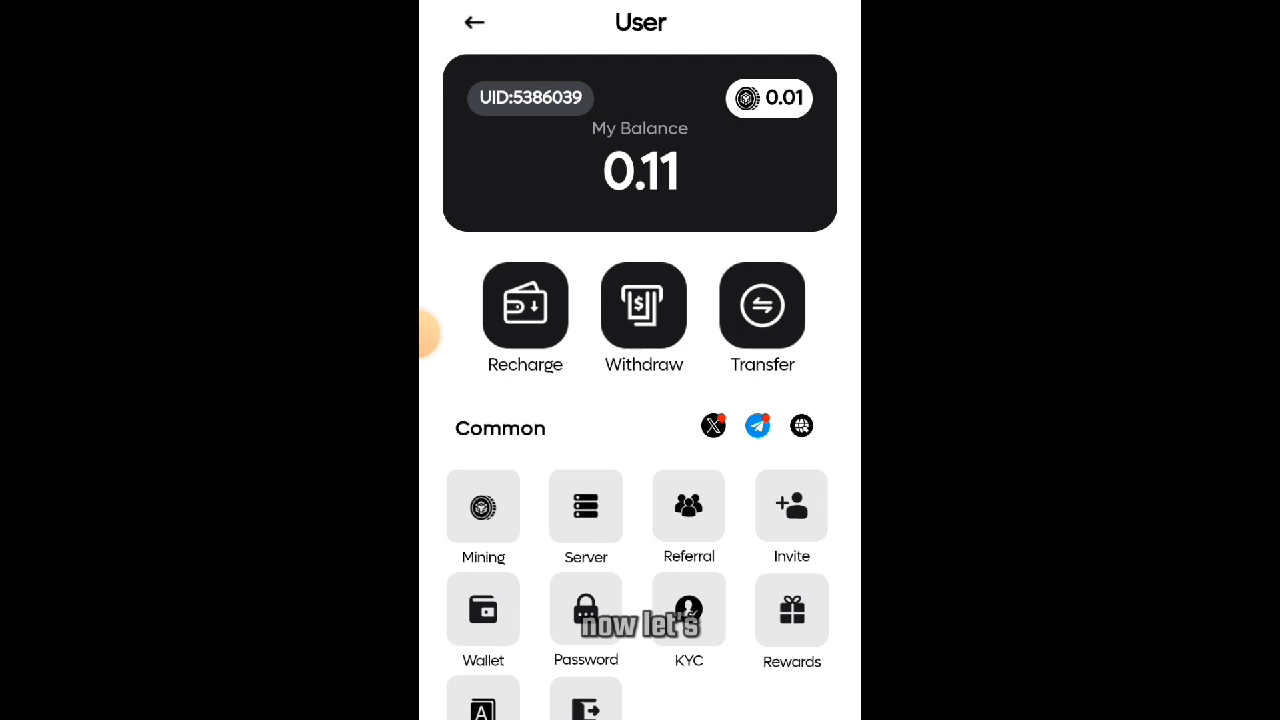 User
UID:5386039
0.01
My Balance
0.11
Recharge
Withdraw
Transfer
Common
Mining
Server
Referral
Invite
now let's
Wallet
Password
KYC
Rewards
A